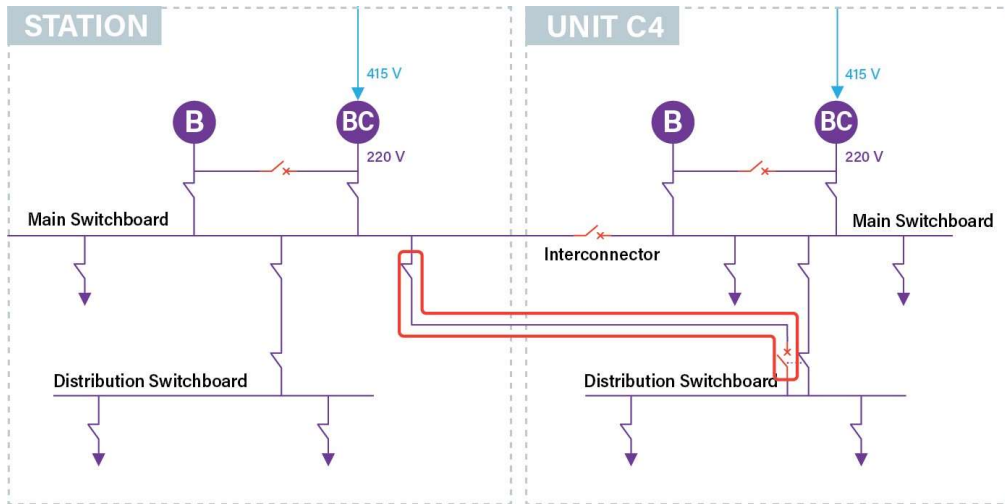 STATION
UNIT C4
415 V
415 V
B
BC
B
BC
220 V
220 V
Main Switchboard
Main Switchboard
Interconnector
Distribution Switchboard
Distribution Switchboard